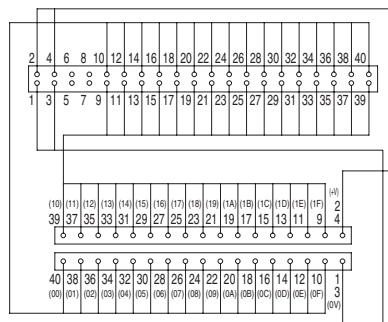 2 4 6 8 10 12 14 16 18 20 22 24 26 28 30 32 34 36 38 40
1 3 5 7 9 11 13 15 17 19 21 23 25 27 29 31 33 35 37 39
(10) (11) (12) (13) (14) (15) (16) (17) (18) (19) (1A) (1B) (1C) (1D) (1E) (1F) (+V)
2
39 37 35 33 31 29 27 25 23 21 19 17 15 13 11 9 4
40 38 36 34 32 30 28 26 24 22 20 18 16 14 12 10 1
3
(00) (01) (02) (03) (04) (05) (06) (07) (08) (09) (0A) (0B) (0C) (0D) (0E) (0F) (0V)